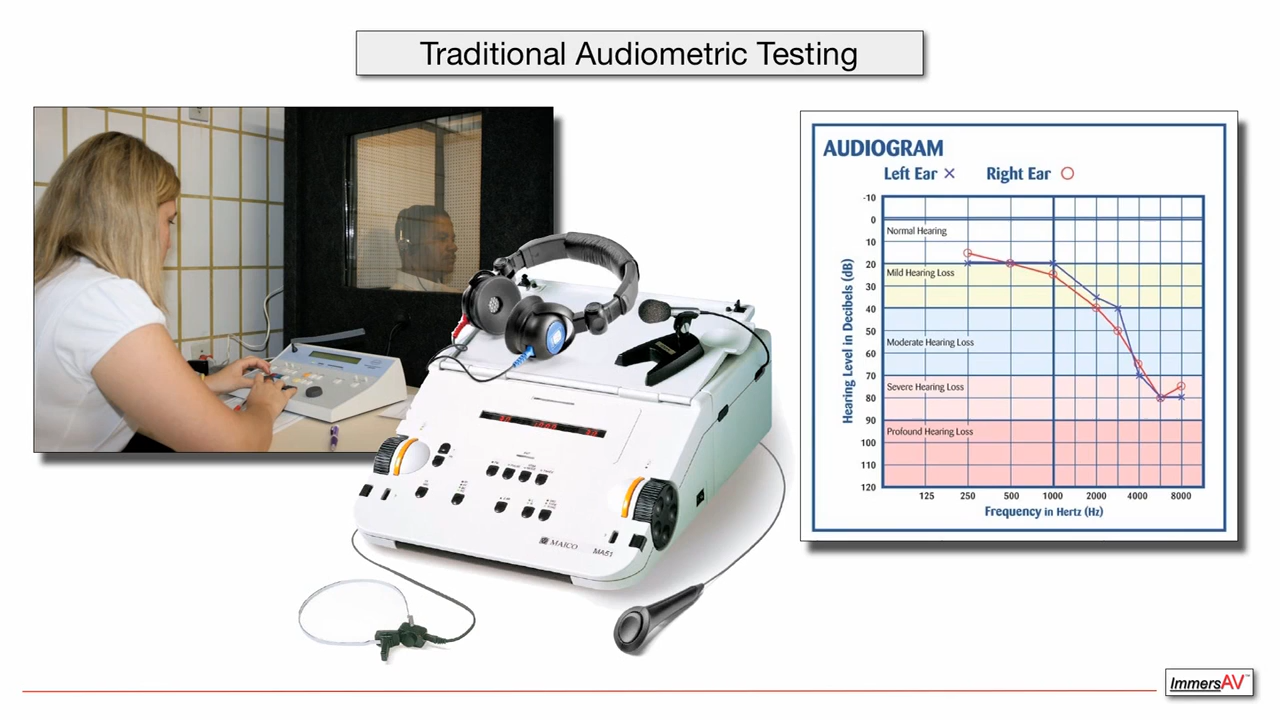 Traditional Audiometric Testing
AUDIOGRAM
Left Ear × Right Ear ○
-10
0
Normal Hearing
10
20
Mild Hearing Loss
30
40
50
Moderate Hearing Loss
60
70
Severe Hearing Loss
80
90
Profound Hearing Loss
100
110
120
125 250 500 1000 2000 4000 8000
Hearing Level in Decibels (dB)
Frequency in Hertz (Hz)
MAICO MA51
ImmersAV™